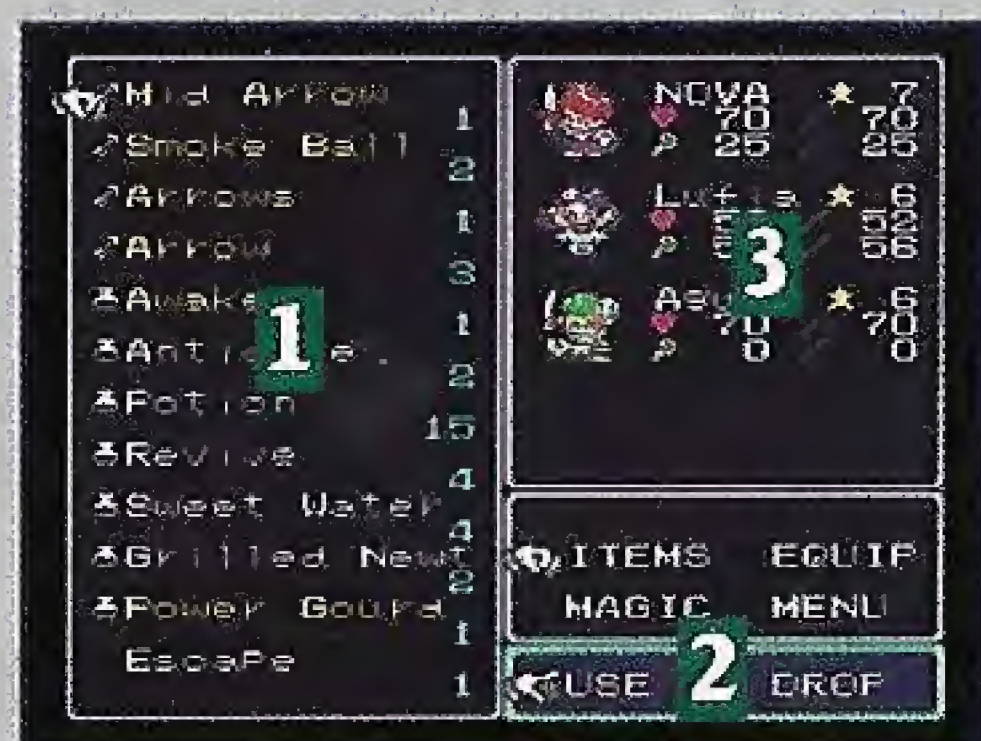 Mid Arrow
1
Smoke Ball
2
Arrows
1
Arrow
3
Awake
1
1
2
Potion
15
Revive
4
Sweet Water
4
Grilled Newt
2
Power Gourd
1
Escape
1
NOVA 7
70 70
25 25
Lufia 6
52
56
3
6
70 70
0 0
ITEMS EQUIP
MAGIC MENU
USE 2 DROP